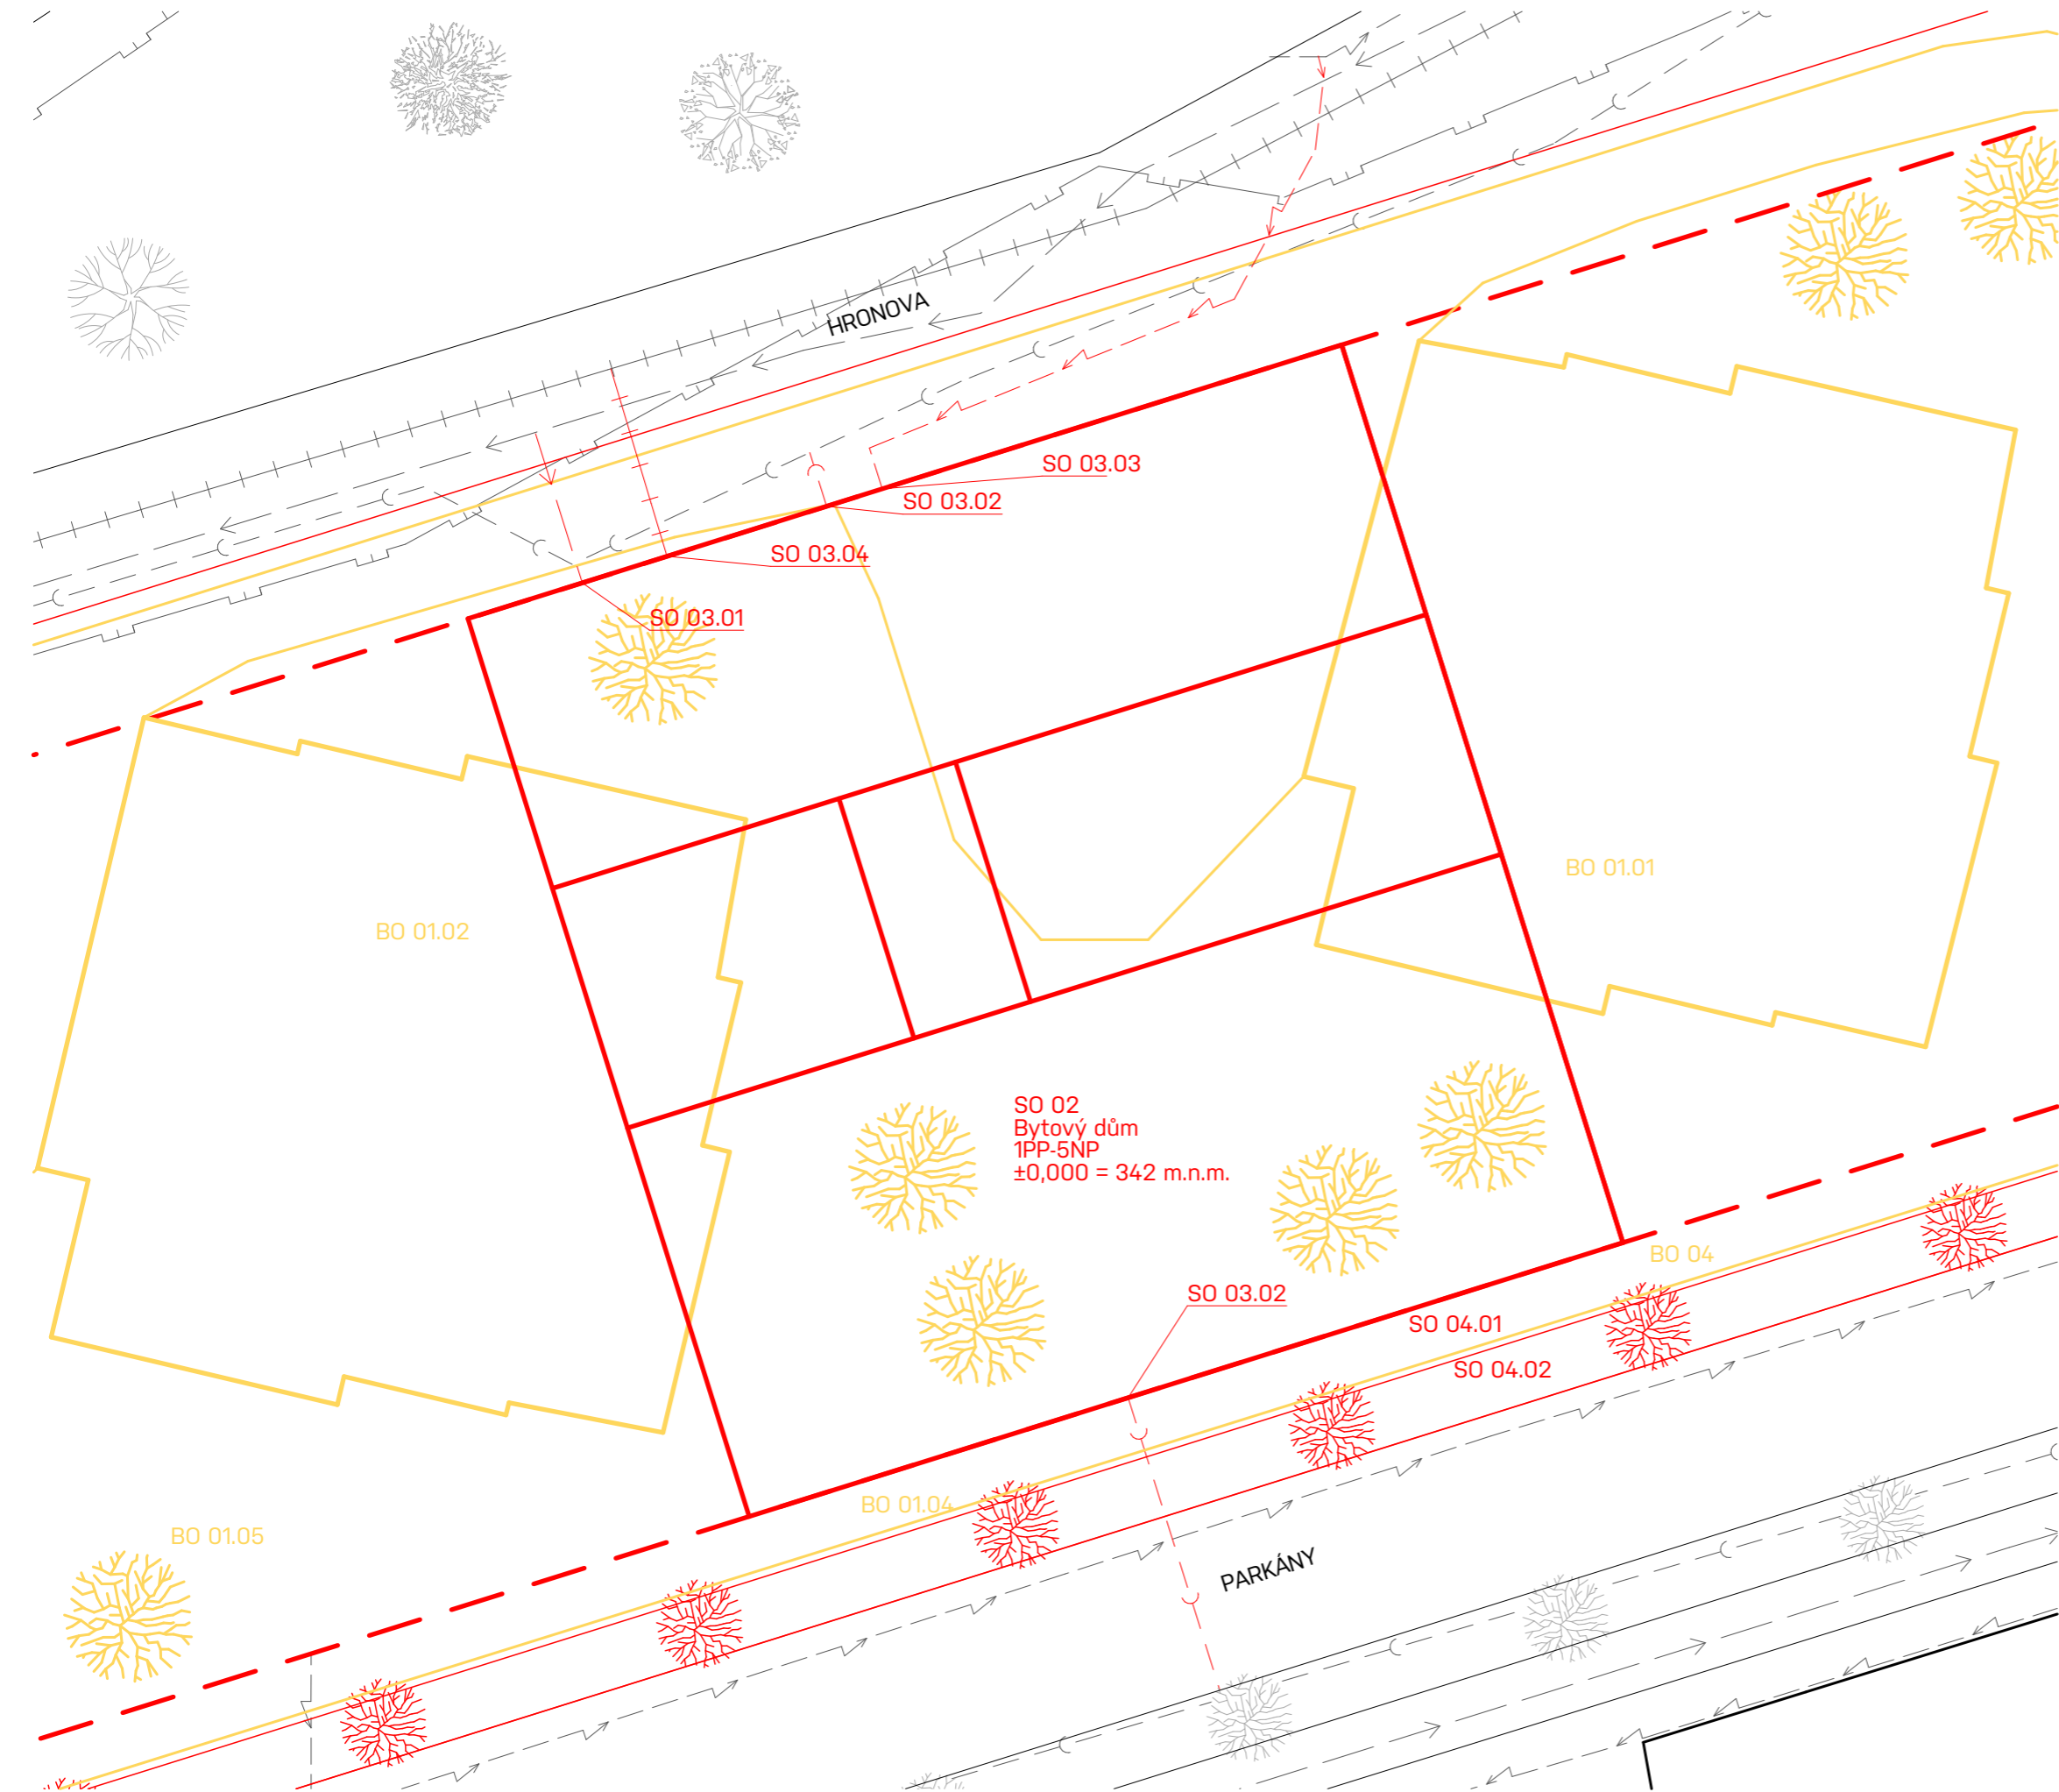 HRONOVA
SO 03.03
SO 03.02
SO 03.04
SO 03.01
BO 01.01
BO 01.02
SO 02
Bytový dům
1PP-5NP
±0,000 = 342 m.n.m.
BO 04
SO 03.02
SO 04.01
SO 04.02
BO 01.04
BO 01.05
PARKÁNY